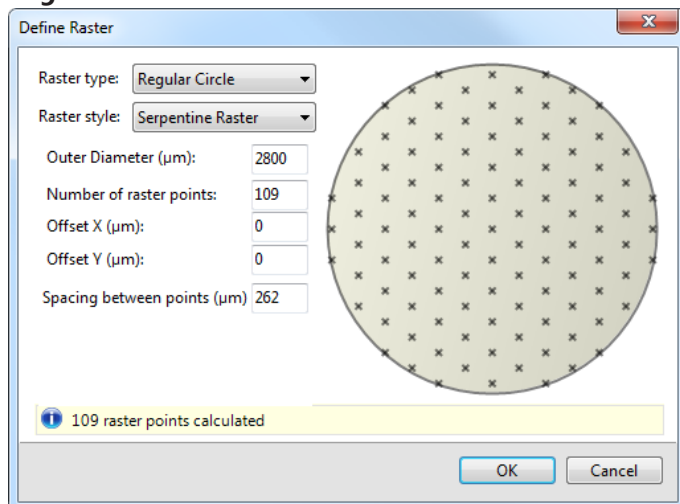 Define Raster
Raster type: Regular Circle
Raster style: Serpentine Raster
Outer Diameter (µm): 2800
Number of raster points: 109
Offset X (µm): 0
Offset Y (µm): 0
Spacing between points (µm) 262
109 raster points calculated
OK Cancel